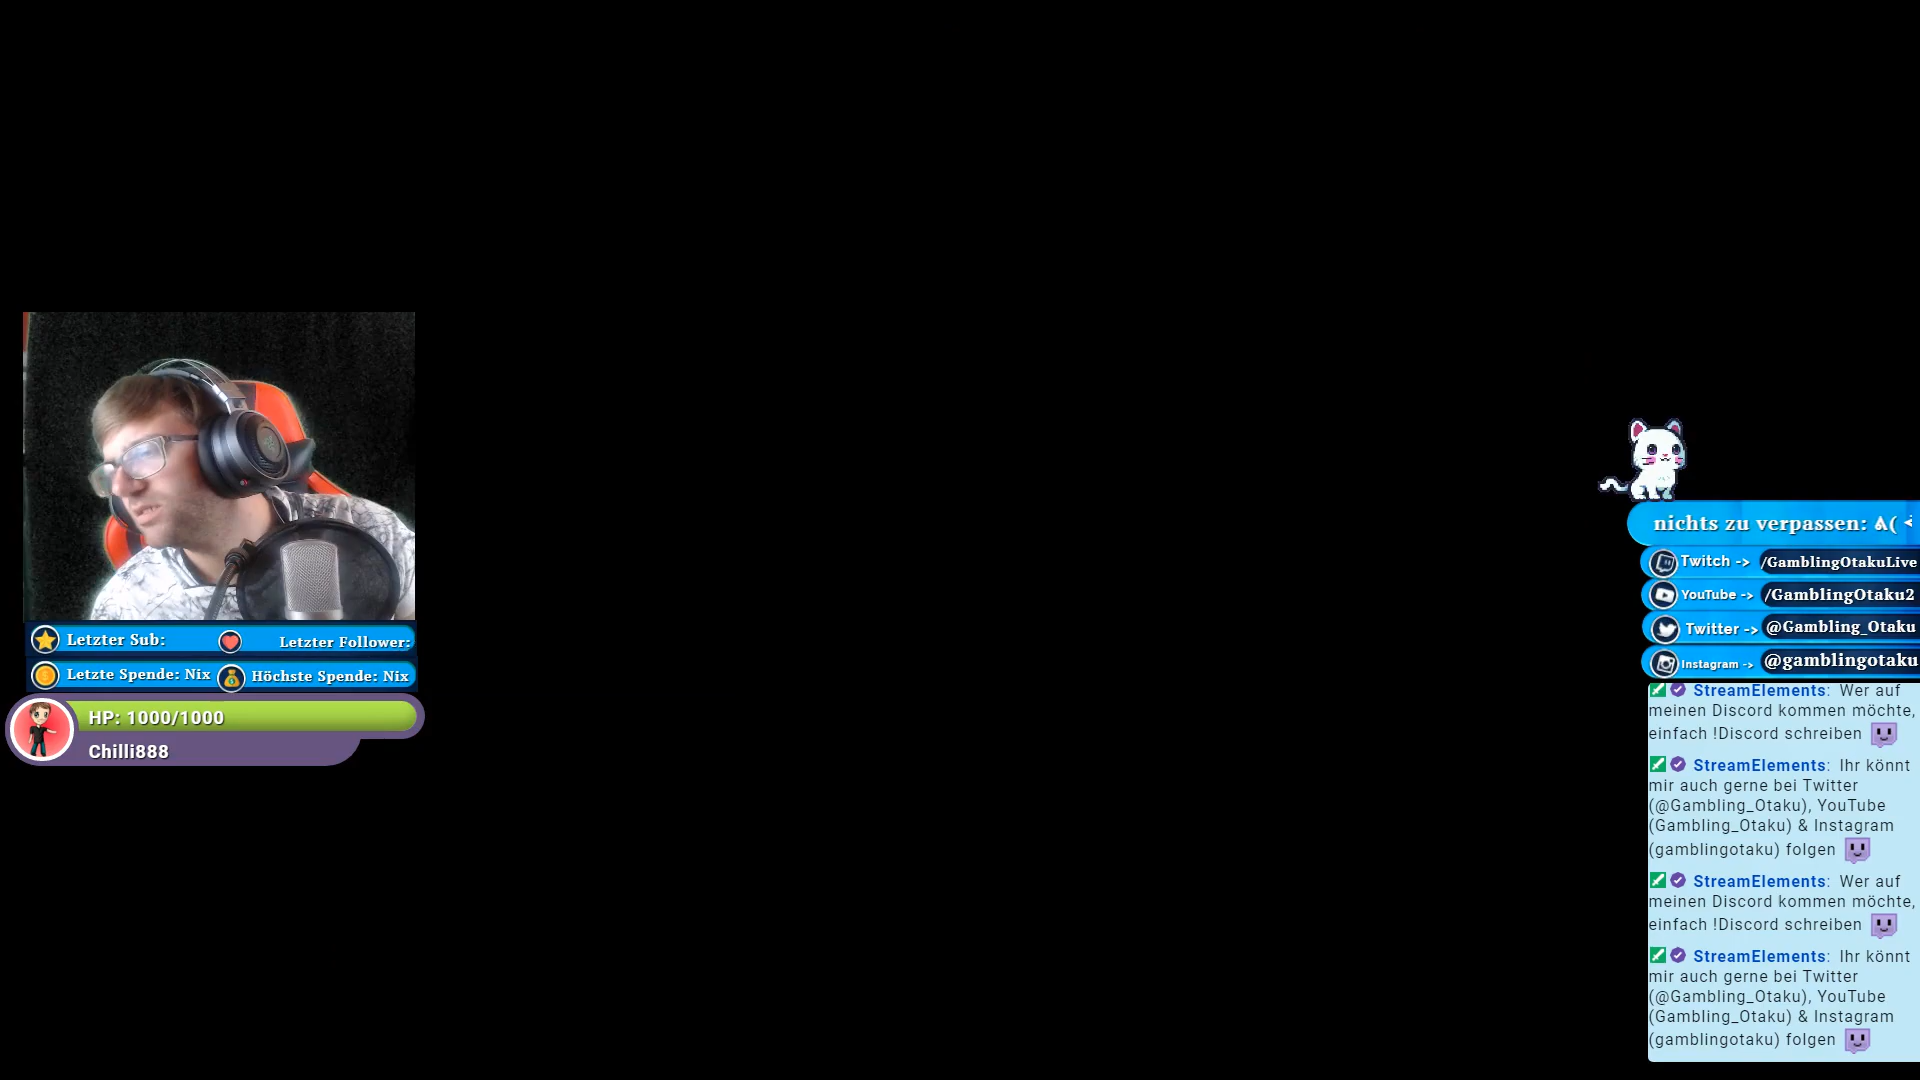 Letzter Sub:
Letzter Follower:
Letzte Spende: Nix
Höchste Spende: Nix
HP: 1000/1000
Chilli888
nichts zu verpassen:
Twitch -> /GamblingOtakuLive
YouTube -> /GamblingOtaku2
Twitter -> @Gambling_Otaku
Instagram -> @gamblingotaku
StreamElements: Wer auf
meinen Discord kommen möchte,
einfach !Discord schreiben
StreamElements: Ihr könnt
mir auch gerne bei Twitter
(@Gambling_Otaku), YouTube
(Gambling_Otaku) & Instagram
(gamblingotaku) folgen
StreamElements: Wer auf
meinen Discord kommen möchte,
einfach !Discord schreiben
StreamElements: Ihr könnt
mir auch gerne bei Twitter
(@Gambling_Otaku), YouTube
(Gambling_Otaku) & Instagram
(gamblingotaku) folgen